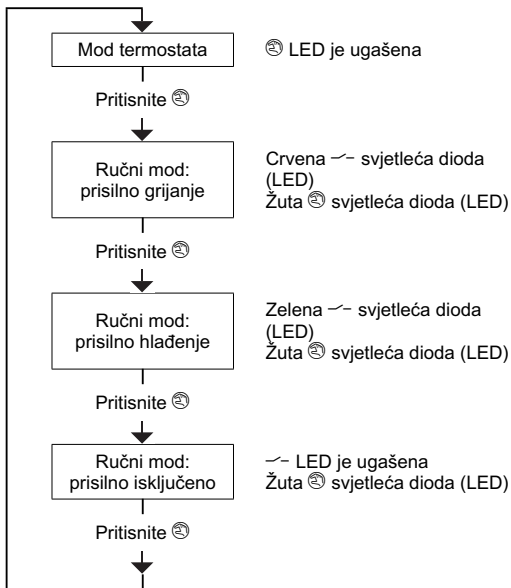 Mod termostata
LED je ugašena
Pritisnite
Ručni mod:
prisilno grijanje
Crvena svjetleća dioda
(LED)
Žuta svjetleća dioda (LED)
Pritisnite
Ručni mod:
prisilno hlađenje
Zelena svjetleća dioda
(LED)
Žuta svjetleća dioda (LED)
Pritisnite
Ručni mod:
prisilno isključeno
LED je ugašena
Žuta svjetleća dioda (LED)
Pritisnite